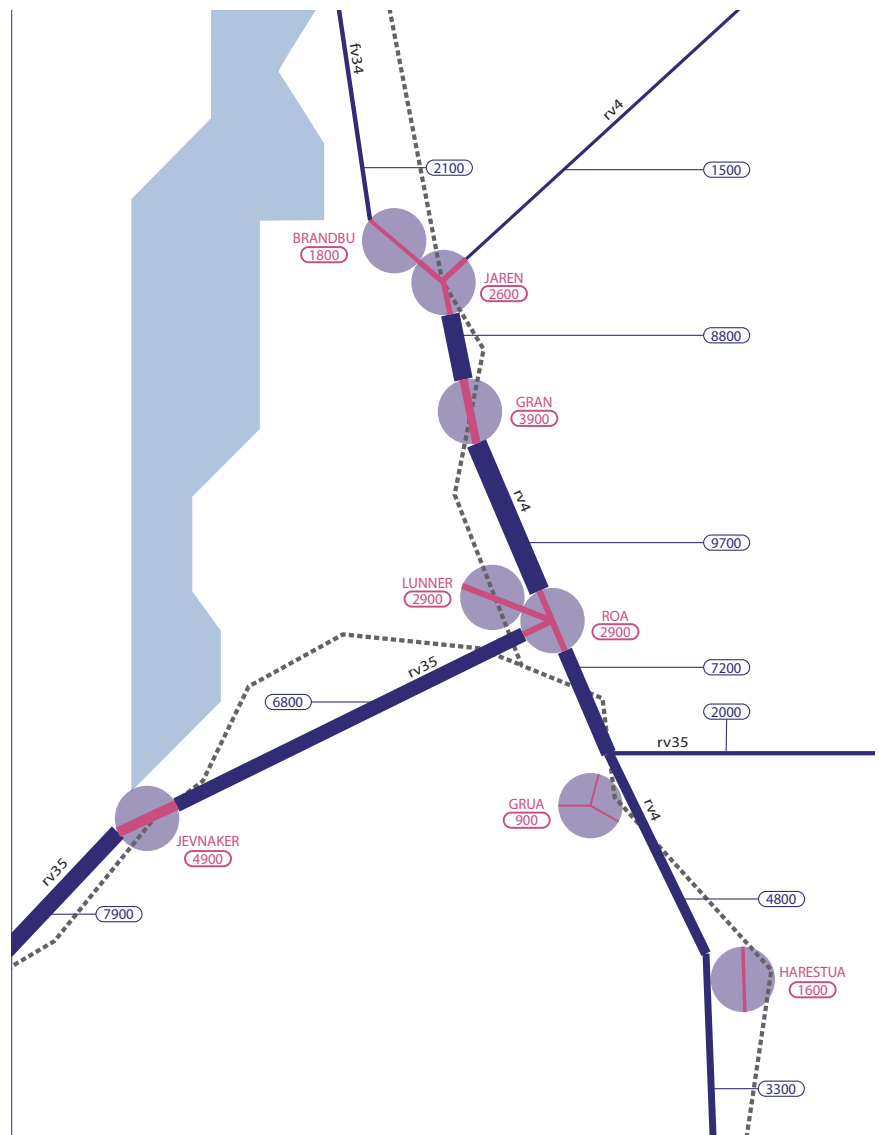 fv34
rv4
2100
1500
BRANDBU
1800
JAREN
2600
8800
GRAN
3900
rv4
9700
LUNNER
2900
ROA
2900
7200
rv35
6800
2000
rv35
GRUA
900
rv4
JEVNAKER
4900
rv35
7900
4800
HARESTUA
1600
3300